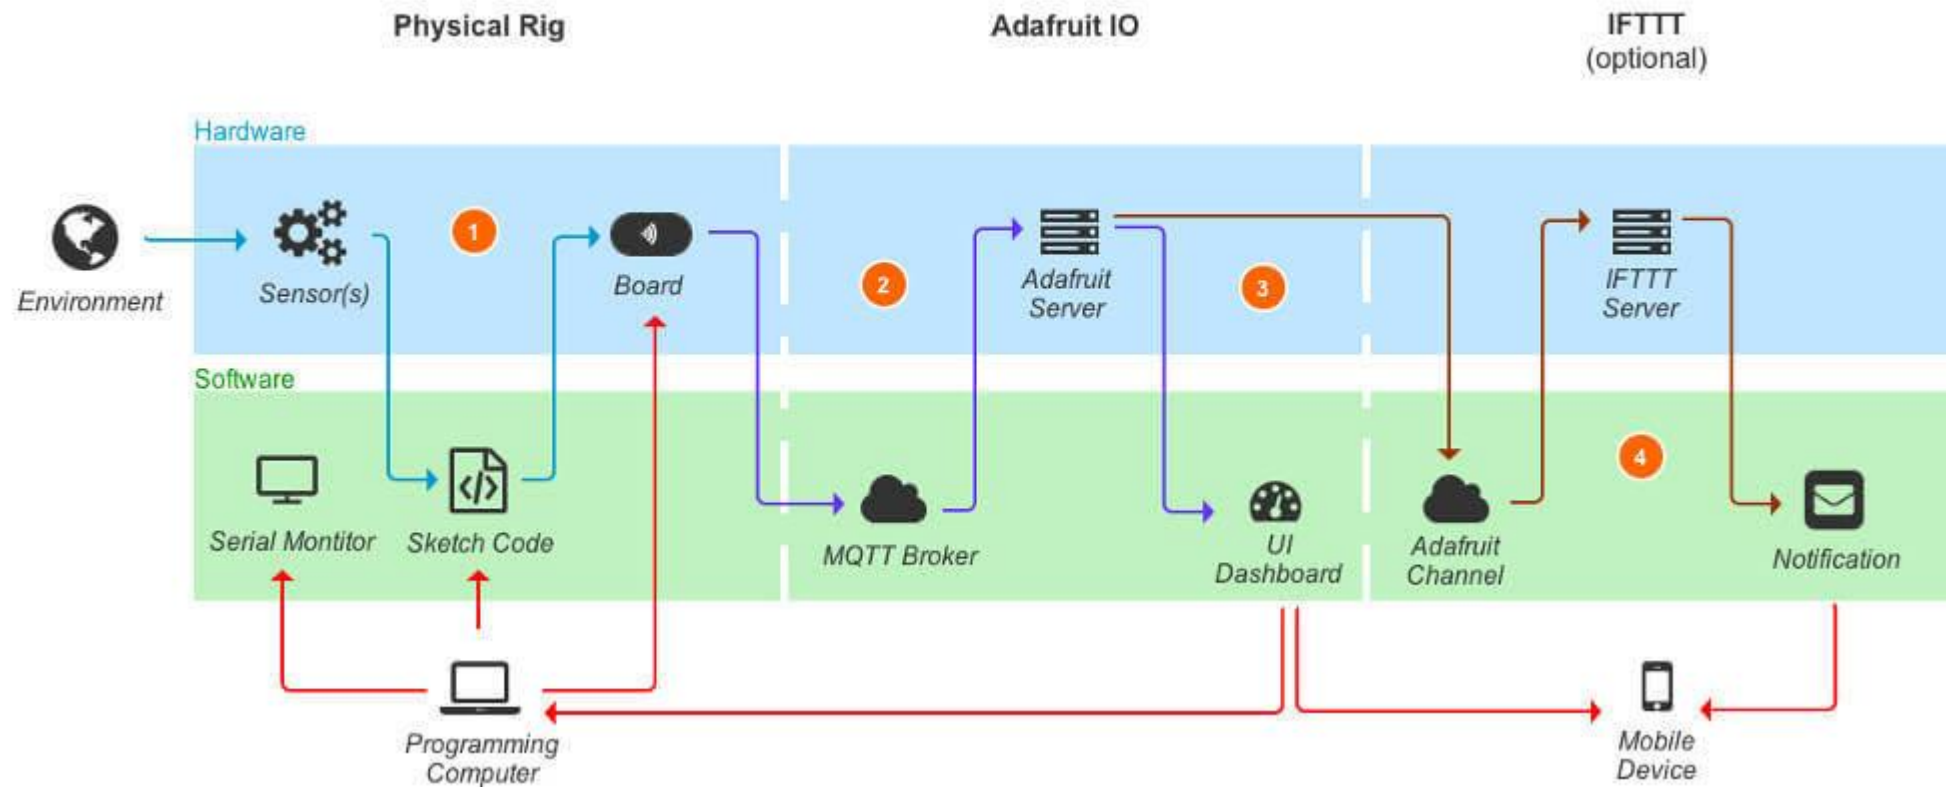 Physical Rig
Adafruit IO
IFTTT
(optional)
Hardware
1
2
3
Environment
Sensor(s)
Board
Adafruit
Server
IFTTT
Server
Software
4
Serial Montitor
Sketch Code
MQTT Broker
UI
Dashboard
Adafruit
Channel
Notification
Programming
Computer
Mobile
Device